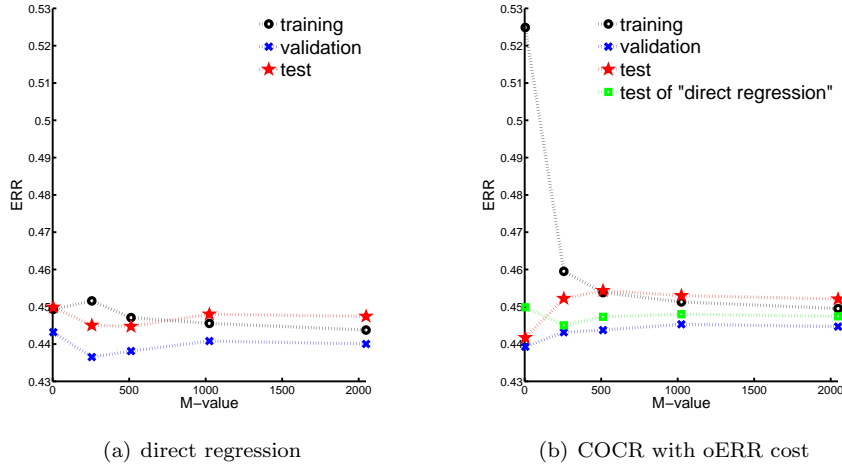 0.53
0.52
0.51
0.5
0.49
0.48
0.47
0.46
0.45
0.44
0.43
ERR
0 500 1000 1500 2000
M−value
training
validation
test
(a) direct regression
0.53
0.52
0.51
0.5
0.49
0.48
0.47
0.46
0.45
0.44
0.43
ERR
0 500 1000 1500 2000
M−value
training
validation
test
test of "direct regression"
(b) COCR with oERR cost